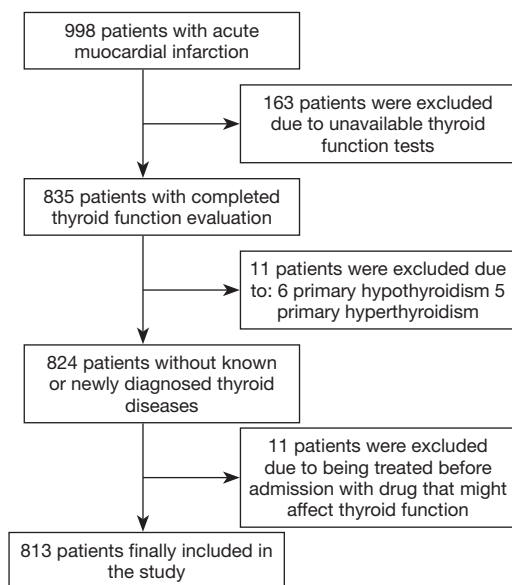 998 patients with acute
muocardial infarction
163 patients were excluded
due to unavailable thyroid
function tests
835 patients with completed
thyroid function evaluation
11 patients were excluded due
to: 6 primary hypothyroidism 5
primary hyperthyroidism
824 patients without known
or newly diagnosed thyroid
diseases
11 patients were excluded
due to being treated before
admission with drug that might
affect thyroid function
813 patients finally included in
the study